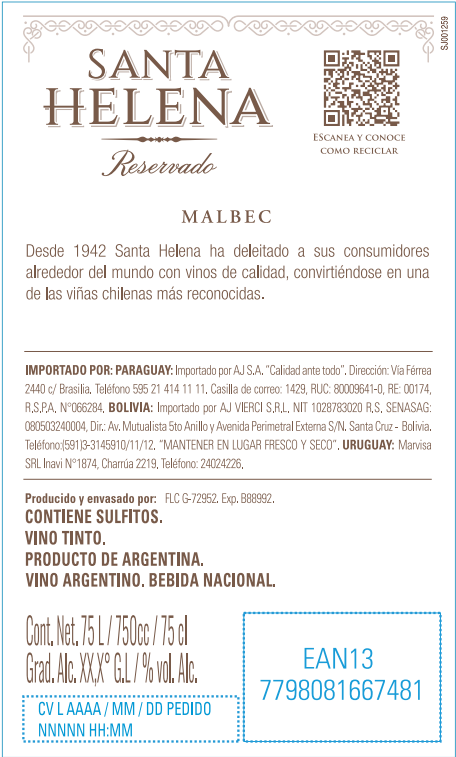 SJ001259
SANTA
HELENA
Reservado
ESCANEA Y CONOCE
COMO RECICLAR
MALBEC
Desde 1942 Santa Helena ha deleitado a sus consumidores
alrededor del mundo con vinos de calidad, convirtiéndose en una
de las viñas chilenas más reconocidas.
IMPORTADO POR: PARAGUAY: Importado por AJ S.A. "Calidad ante todo". Dirección: Vía Férrea
2440 c/ Brasilia. Teléfono 595 21 414 11 11. Casilla de correo: 1429, RUC: 80009641-0, RE: 00174,
R.S.P.A. N°066284. BOLIVIA: Importado por AJ VIERCI S.R.L. NIT 1028783020 R.S. SENASAG:
080503240004, Dir.: Av. Mutualista 5to Anillo y Avenida Perimetral Externa S/N. Santa Cruz - Bolivia.
Teléfono:(591)3-3145910/11/12. "MANTENER EN LUGAR FRESCO Y SECO". URUGUAY: Marvisa
SRL Inavi N°1874, Charrúa 2219, Teléfono: 24024226.
Producido y envasado por: FLC G-72952. Exp. B88992.
CONTIENE SULFITOS.
VINO TINTO.
PRODUCTO DE ARGENTINA.
VINO ARGENTINO. BEBIDA NACIONAL.
Cont. Net. 75 L / 750cc / 75 cl
Grad. Alc. XX,X° G.L / % vol. Alc.
CV L AAAA / MM / DD PEDIDO
NNNNN HH:MM
EAN13
7798081667481